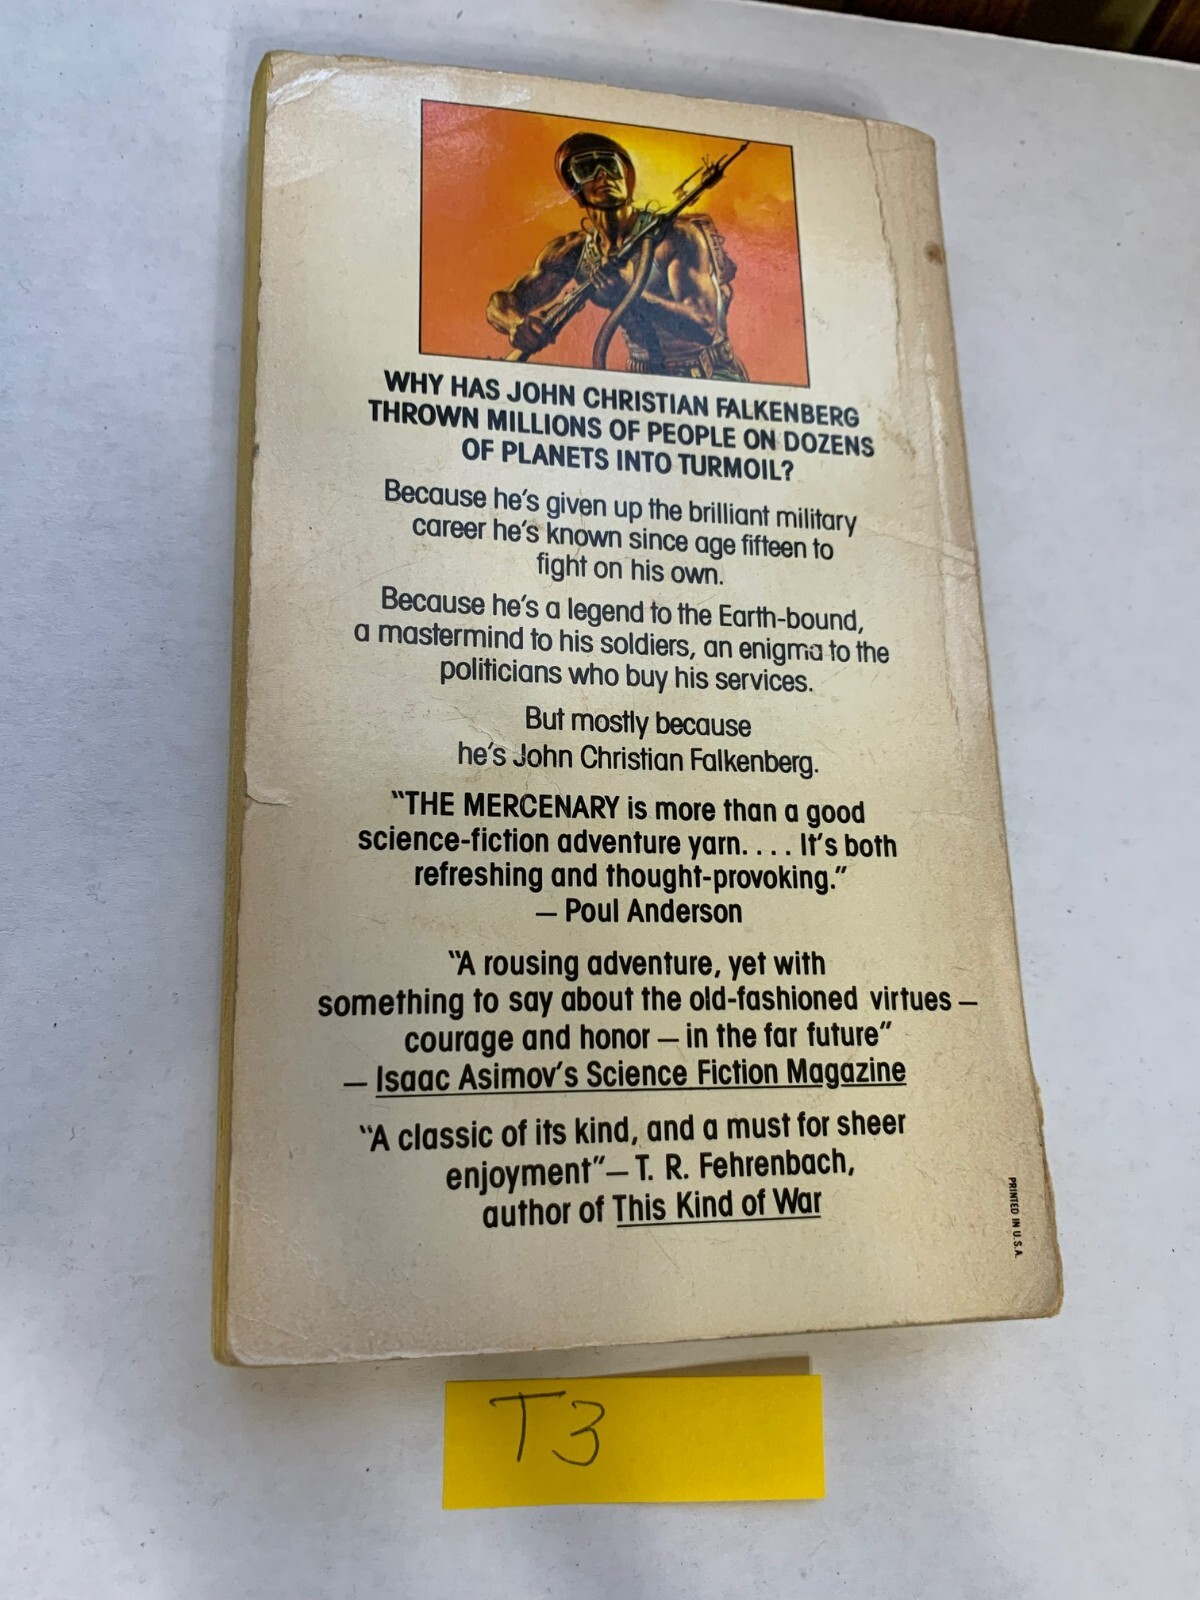 WHY HAS JOHN CHRISTIAN FALKENBERG
THROWN MILLIONS OF PEOPLE ON DOZENS
OF PLANETS INTO TURMOIL?
Because he's given up the brilliant military
career he's known since age fifteen to
fight on his own.
Because he's a legend to the Earth-bound,
a mastermind to his soldiers, an enigma to the
politicians who buy his services.
But mostly because
he's John Christian Falkenberg.
"THE MERCENARY is more than a good
science-fiction adventure yarn. . . . It's both
refreshing and thought-provoking."
— Poul Anderson
"A rousing adventure, yet with
something to say about the old-fashioned virtues —
courage and honor — in the far future"
— Isaac Asimov's Science Fiction Magazine
"A classic of its kind, and a must for sheer
enjoyment"— T. R. Fehrenbach,
author of This Kind of War
PRINTED IN U.S.A.
T3